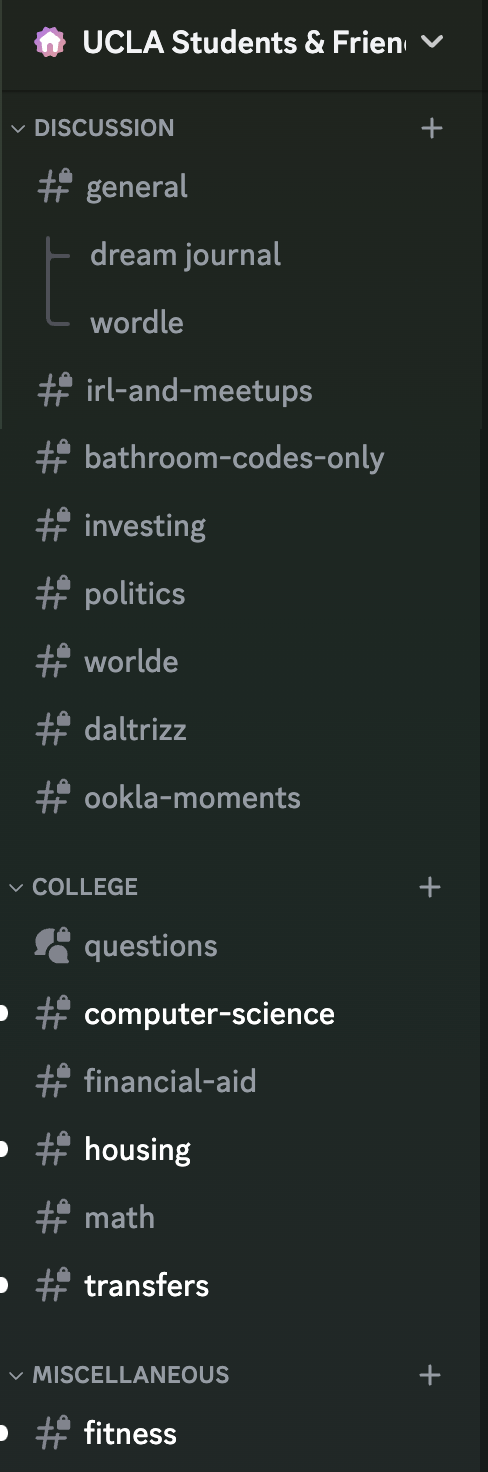 UCLA Students & Frien
DISCUSSION
general
dream journal
wordle
irl-and-meetups
bathroom-codes-only
investing
politics
worlde
daltrizz
ookla-moments
COLLEGE
questions
computer-science
financial-aid
housing
math
transfers
MISCELLANEOUS
fitness